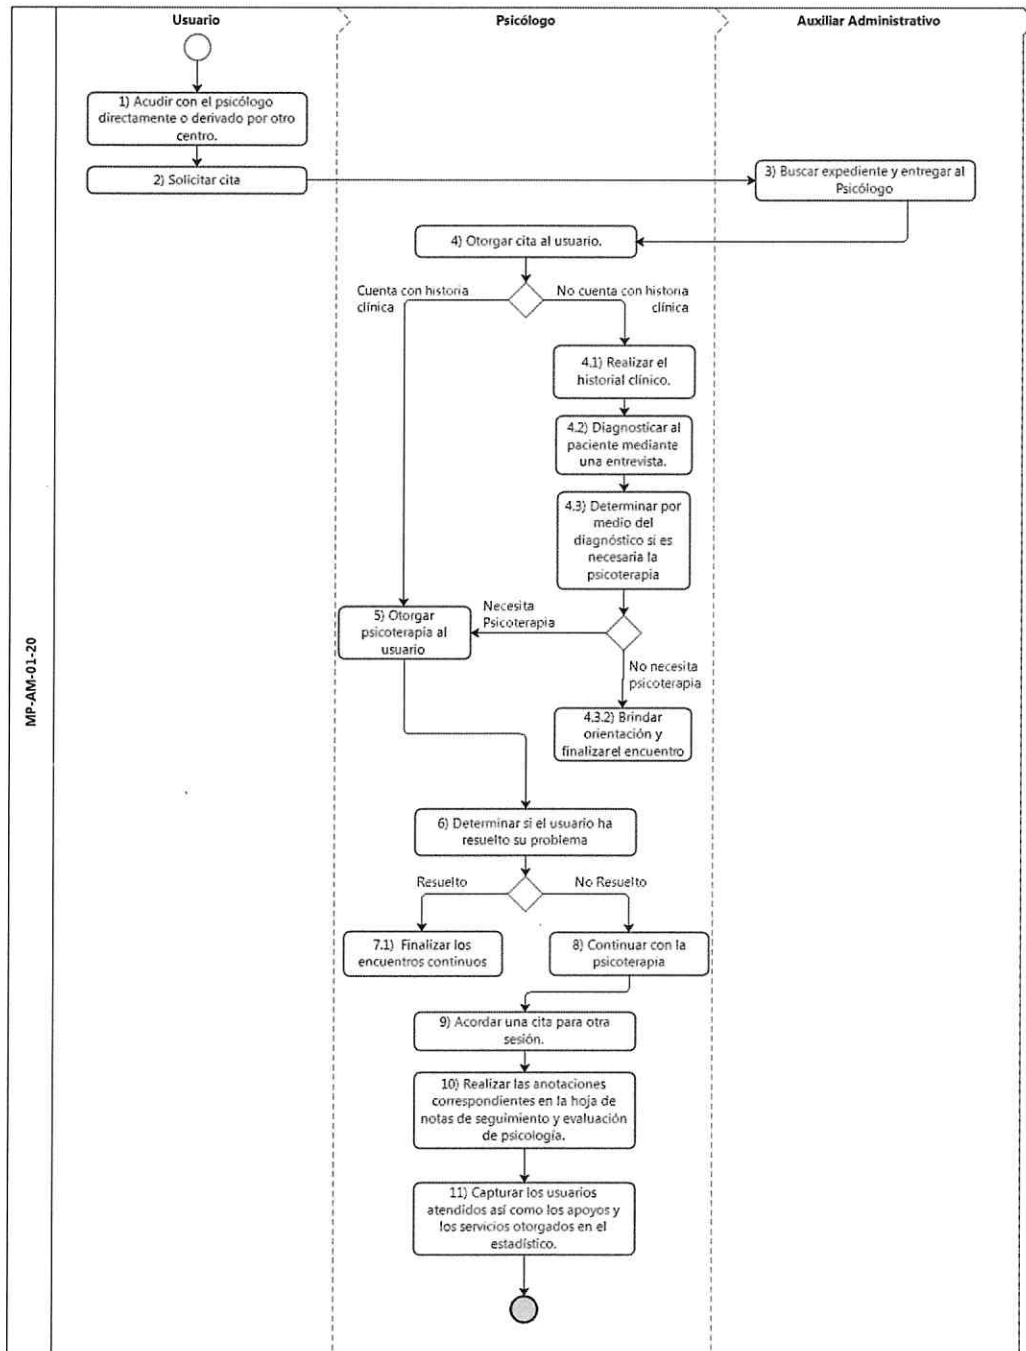 Usuario
Psicólogo
Auxiliar Administrativo
1) Acudir con el psicólogo
directamente o derivado por otro
centro.
2) Solicitar cita
3) Buscar expediente y entregar al
Psicólogo
4) Otorgar cita al usuario.
Cuenta con historia
clínica
No cuenta con historia
clínica
4.1) Realizar el
historial clínico.
4.2) Diagnosticar al
paciente mediante
una entrevista.
4.3) Determinar por
medio del
diagnóstico si es
necesaria la
psicoterapia
Necesita
Psicoterapia
5) Otorgar
psicoterapia al
usuario
No necesita
psicoterapia
4.3.2) Brindar
orientación y
finalizar el encuentro
MP-AM-01-20
6) Determinar si el usuario ha
resuelto su problema
Resuelto
No Resuelto
7.1) Finalizar los
encuentros continuos
8) Continuar con la
psicoterapia
9) Acordar una cita para otra
sesión.
10) Realizar las anotaciones
correspondientes en la hoja de
notas de seguimiento y evaluación
de psicología.
11) Capturar los usuarios
atendidos así como los apoyos y
los servicios otorgados en el
estadístico.